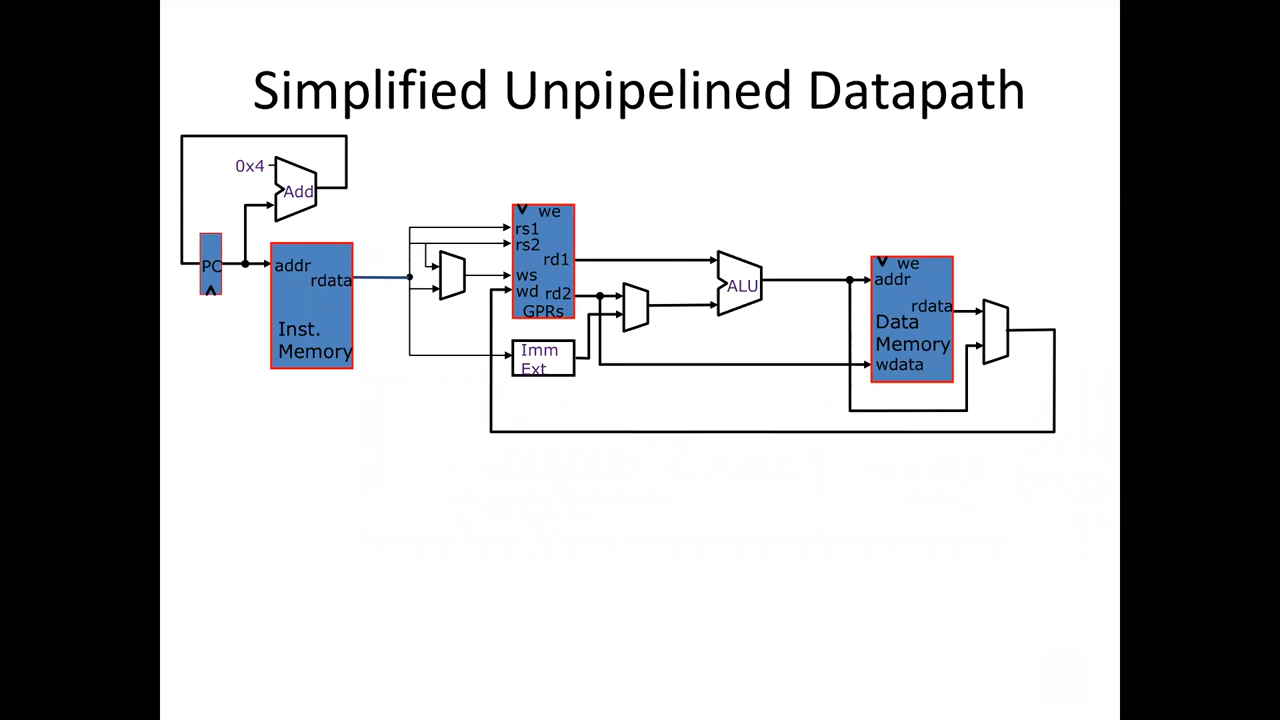 Simplified Unpipelined Datapath
0x4
Add
PC
addr
rdata
Inst.
Memory
we
rs1
rs2
rd1
ws
wd
rd2
GPRs
Imm
Ext
ALU
we
addr
rdata
Data
Memory
wdata